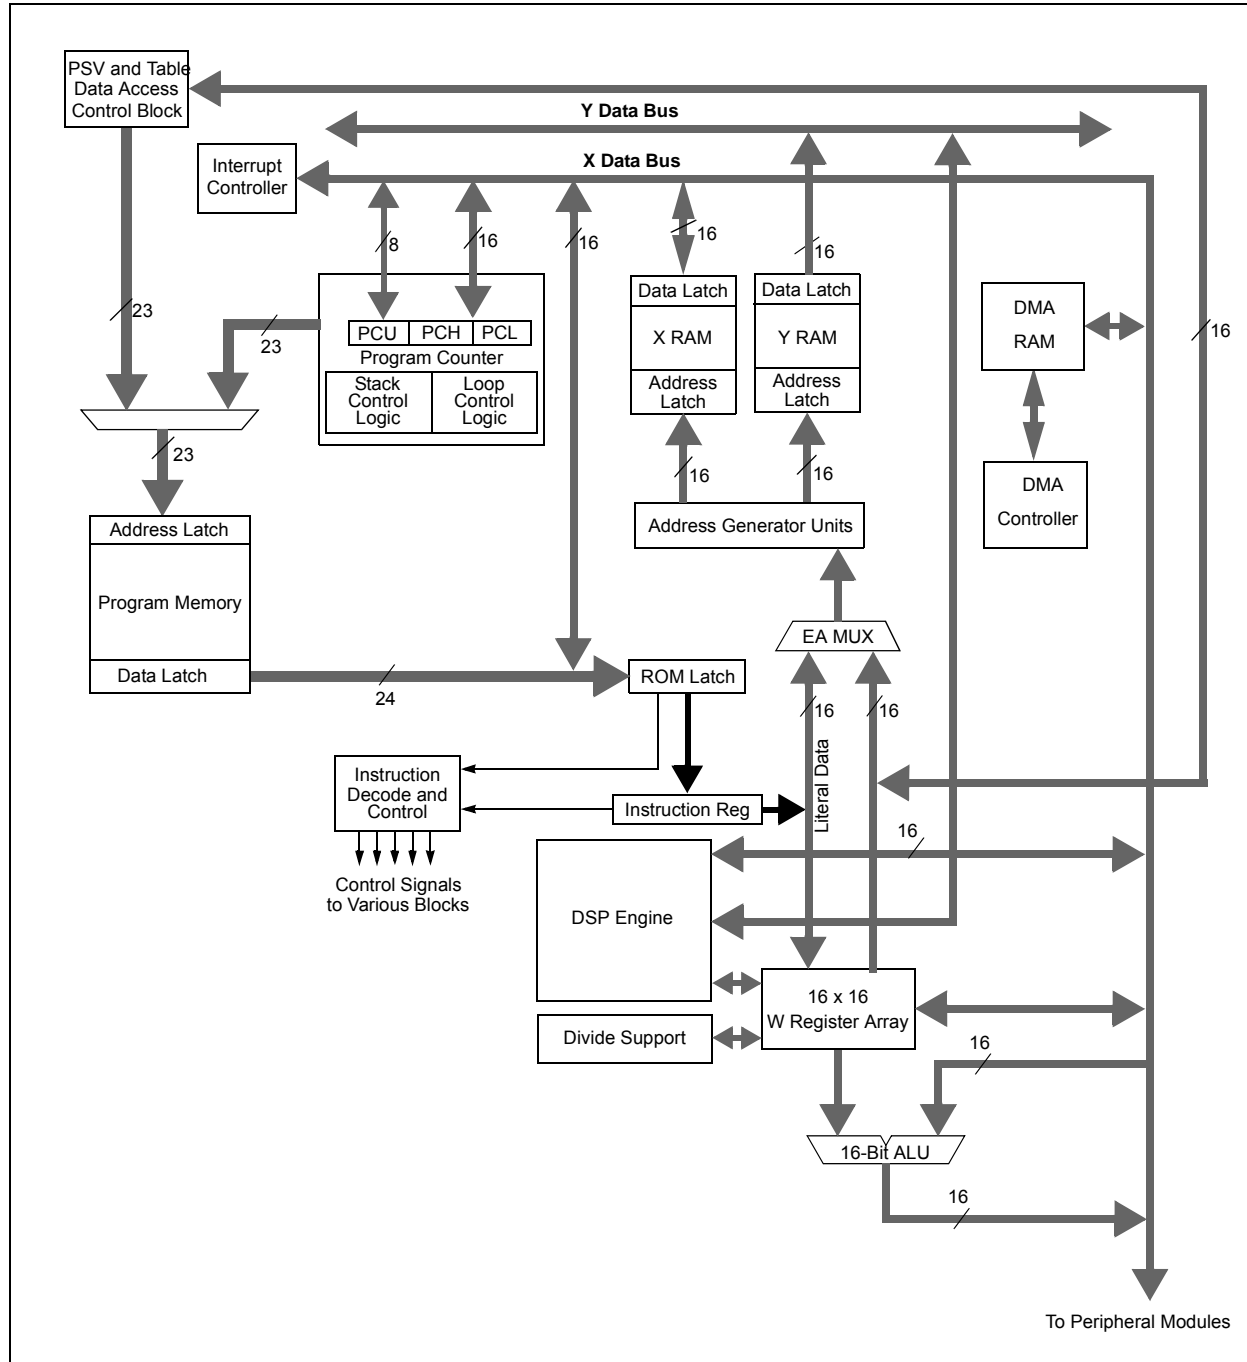 PSV and Table
Data Access
Control Block
Y Data Bus
X Data Bus
Interrupt
Controller
8
16
16
16
16
23
23
16
PCU
PCH
PCL
Program Counter
Stack
Control
Logic
Loop
Control
Logic
Data Latch
X RAM
Address
Latch
Data Latch
Y RAM
Address
Latch
DMA
RAM
23
16
16
DMA
Controller
Address Generator Units
Address Latch
Program Memory
Data Latch
24
EA MUX
ROM Latch
16
16
Literal Data
Instruction
Decode and
Control
Instruction Reg
Control Signals
to Various Blocks
16
DSP Engine
16 x 16
W Register Array
Divide Support
16
16-Bit ALU
16
To Peripheral Modules